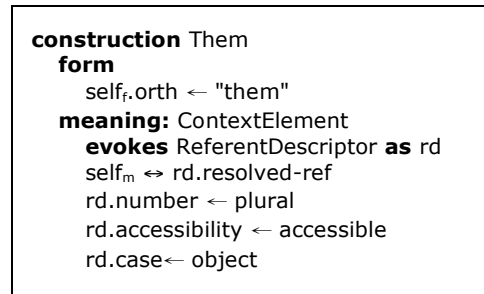 construction Them
form
selff.orth ← "them"
meaning: ContextElement
evokes ReferentDescriptor as rd
selfm ↔ rd.resolved-ref
rd.number ← plural
rd.accessibility ← accessible
rd.case← object